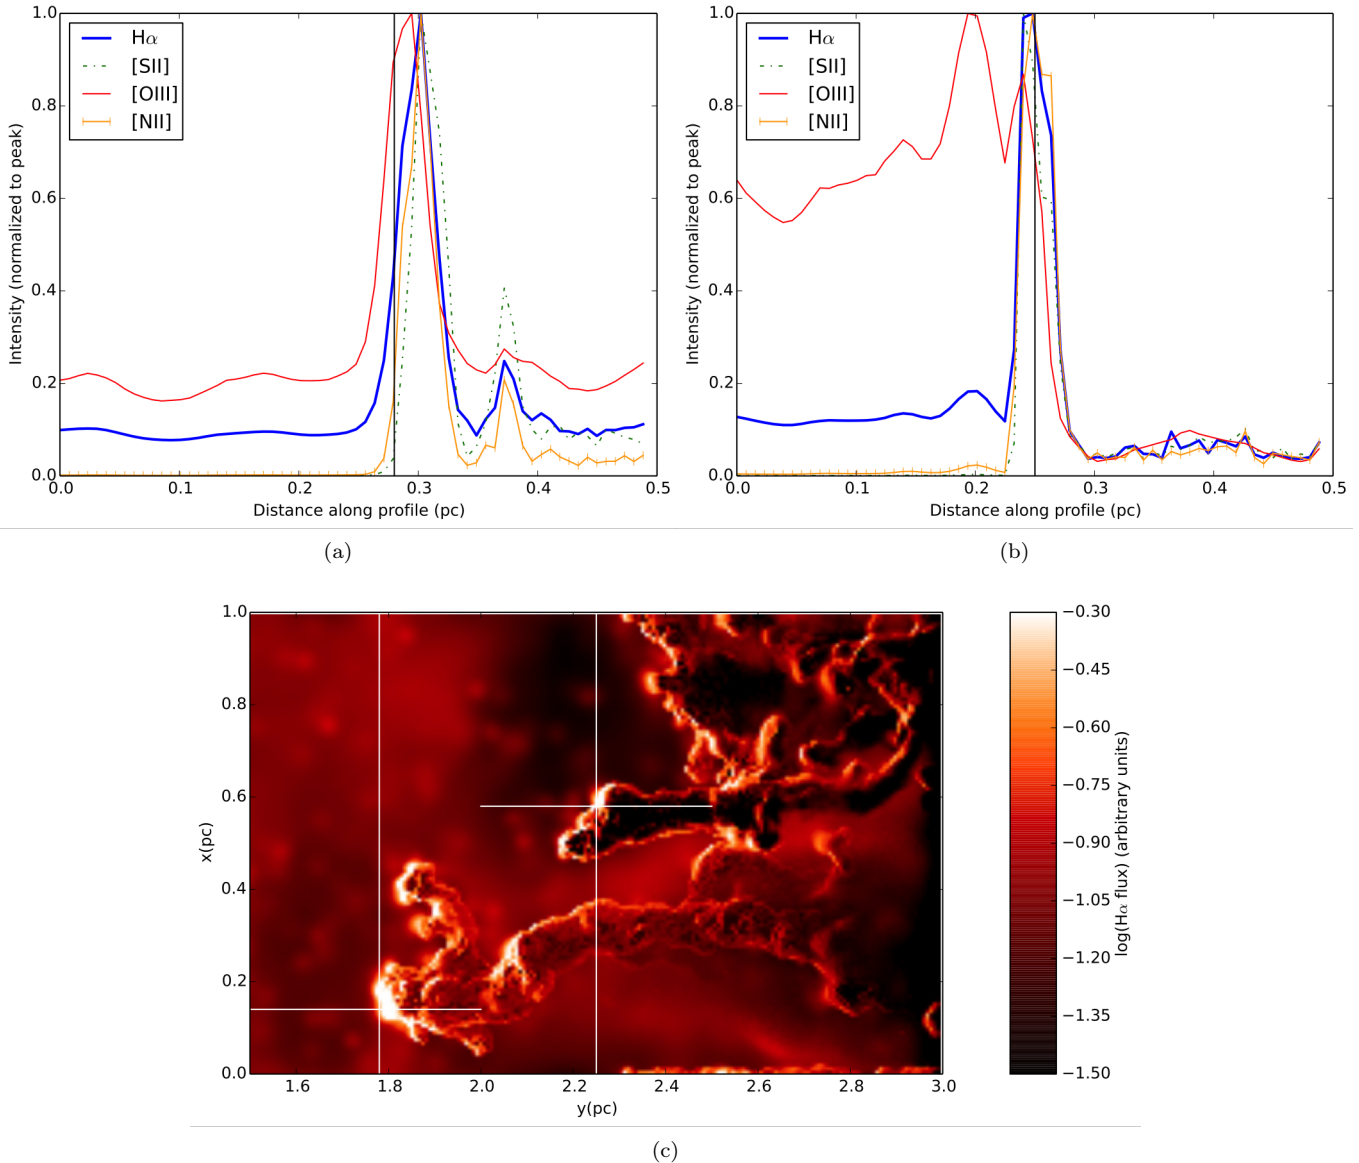 1.0
0.8
0.6
0.4
0.2
0.0
Intensity (normalized to peak)
Hα
[SII]
[OIII]
[NII]
0.0 0.1 0.2 0.3 0.4 0.5
Distance along profile (pc)
(a)
1.0
0.8
0.6
0.4
0.2
0.0
Intensity (normalized to peak)
Hα
[SII]
[OIII]
[NII]
0.0 0.1 0.2 0.3 0.4 0.5
Distance along profile (pc)
(b)
1.0
0.8
0.6
0.4
0.2
0.0
x(pc)
1.6 1.8 2.0 2.2 2.4 2.6 2.8 3.0
y(pc)
−0.30
−0.45
−0.60
−0.75
−0.90
−1.05
−1.20
−1.35
−1.50
log(Hα flux) (arbitrary units)
(c)